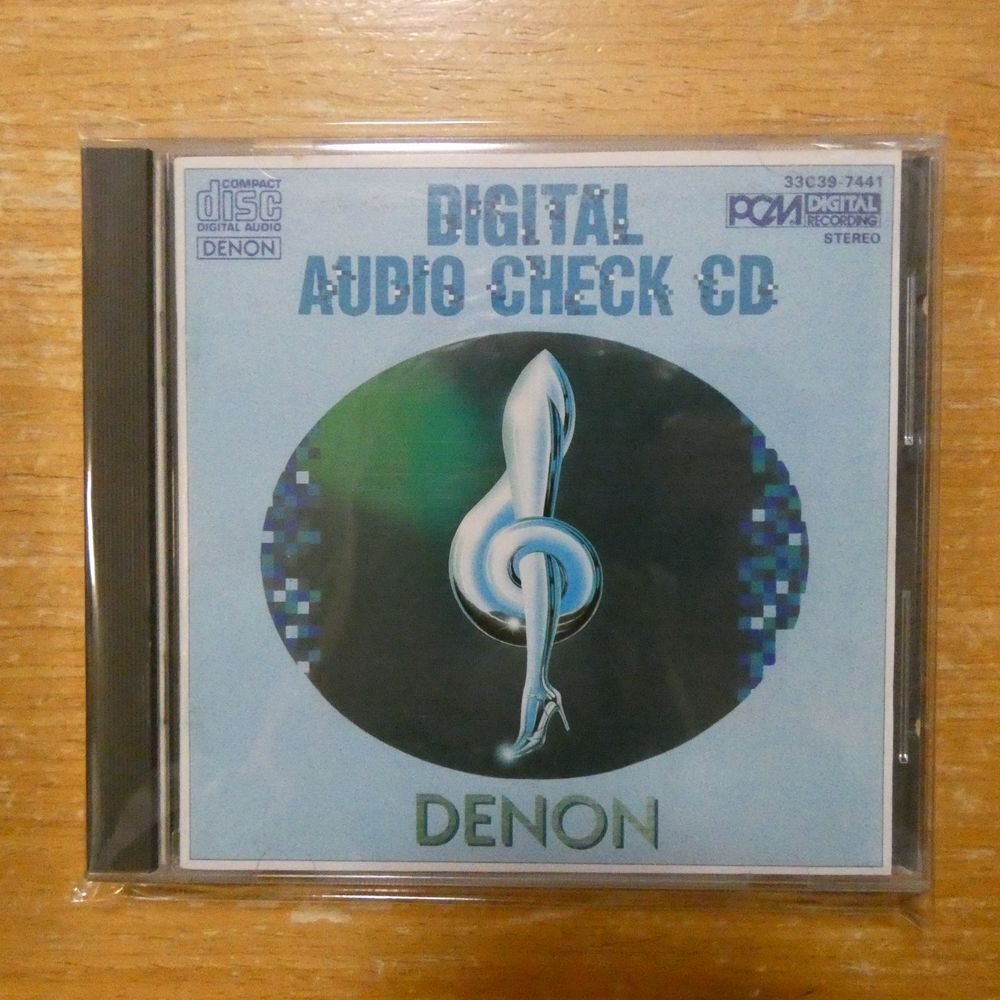 COMPACT
disc
DIGITAL AUDIO
DENON
DIGITAL
AUDIO CHECK CD
33C39-7441
PCM DIGITAL
RECORDING
STEREO
DENON